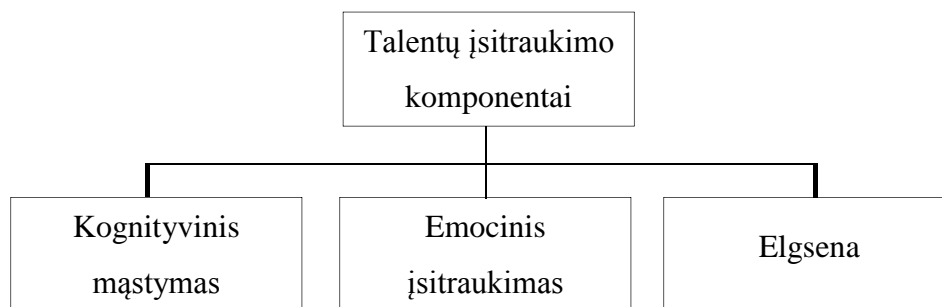 Talentų įsitraukimo
komponentai
Kognityvinis
mąstymas
Emocinis
įsitraukimas
Elgsena